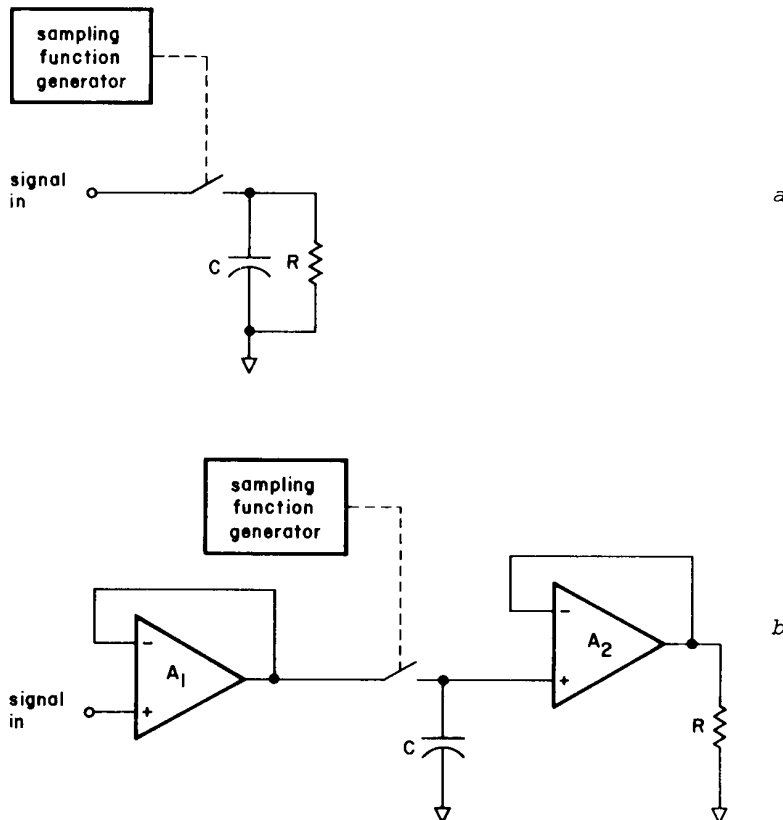 sampling
function
generator
signal
in
C
R
a
sampling
function
generator
-
A1
+
signal
in
C
-
A2
+
R
b